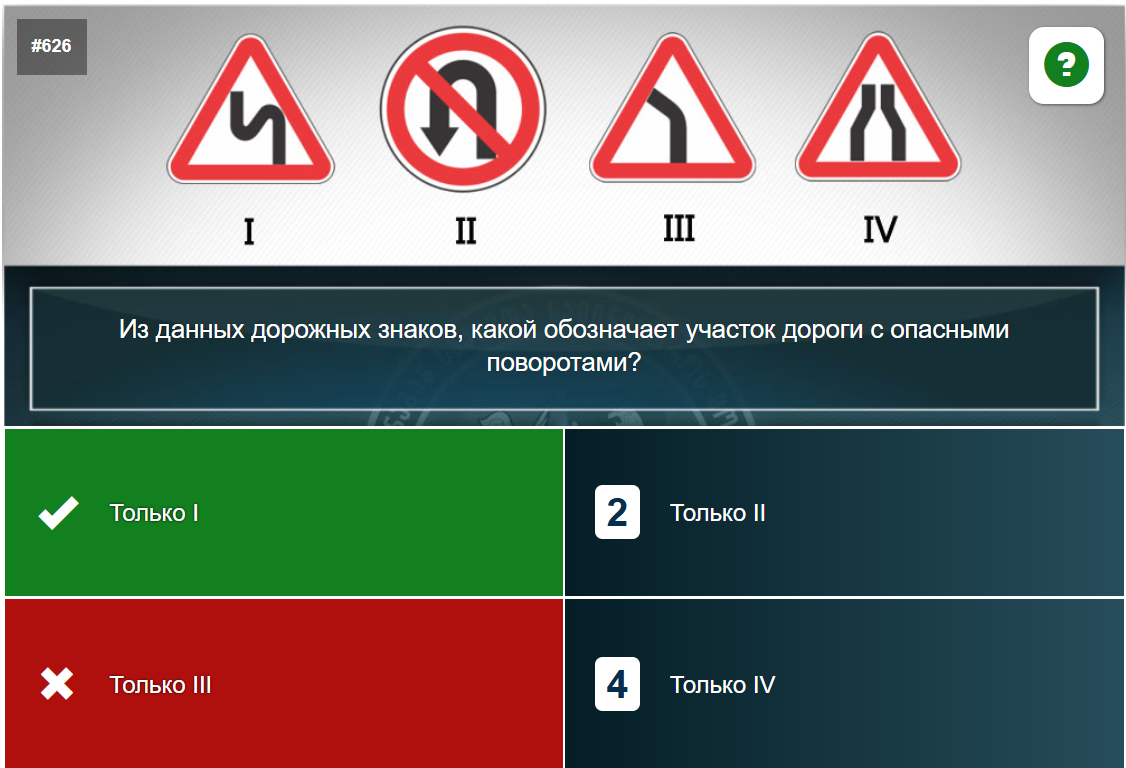 #626
?
I II III IV
Из данных дорожных знаков, какой обозначает участок дороги с опасными
поворотами?
Только I
2 Только II
Только III
4 Только IV